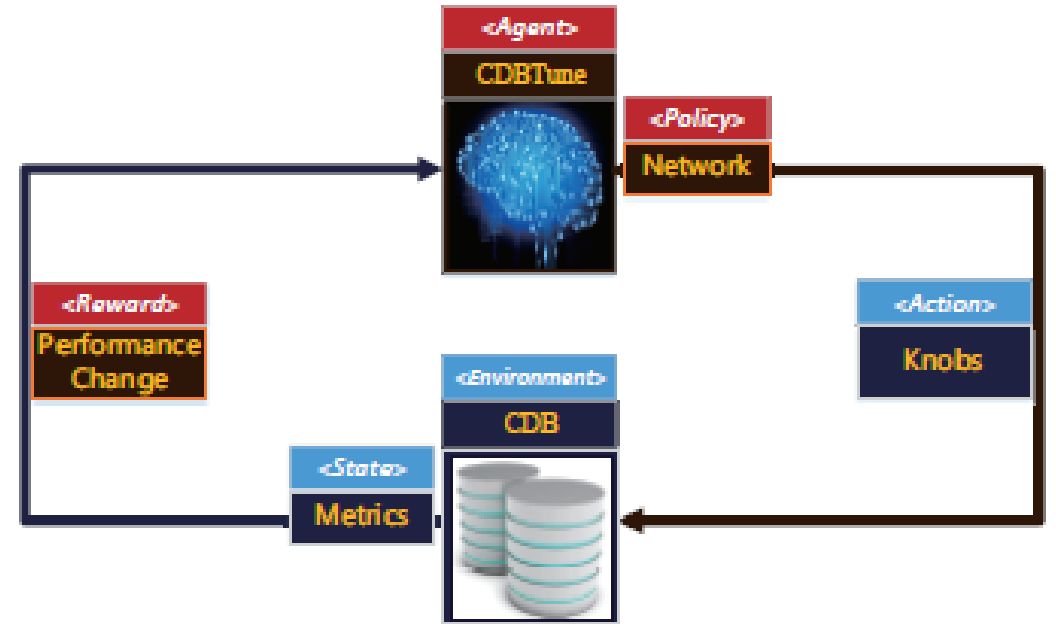 <Agent>
CDBTune
<Policy>
Network
<Reward>
Performance
Change
<Action>
Knobs
<Environment>
CDB
<State>
Metrics